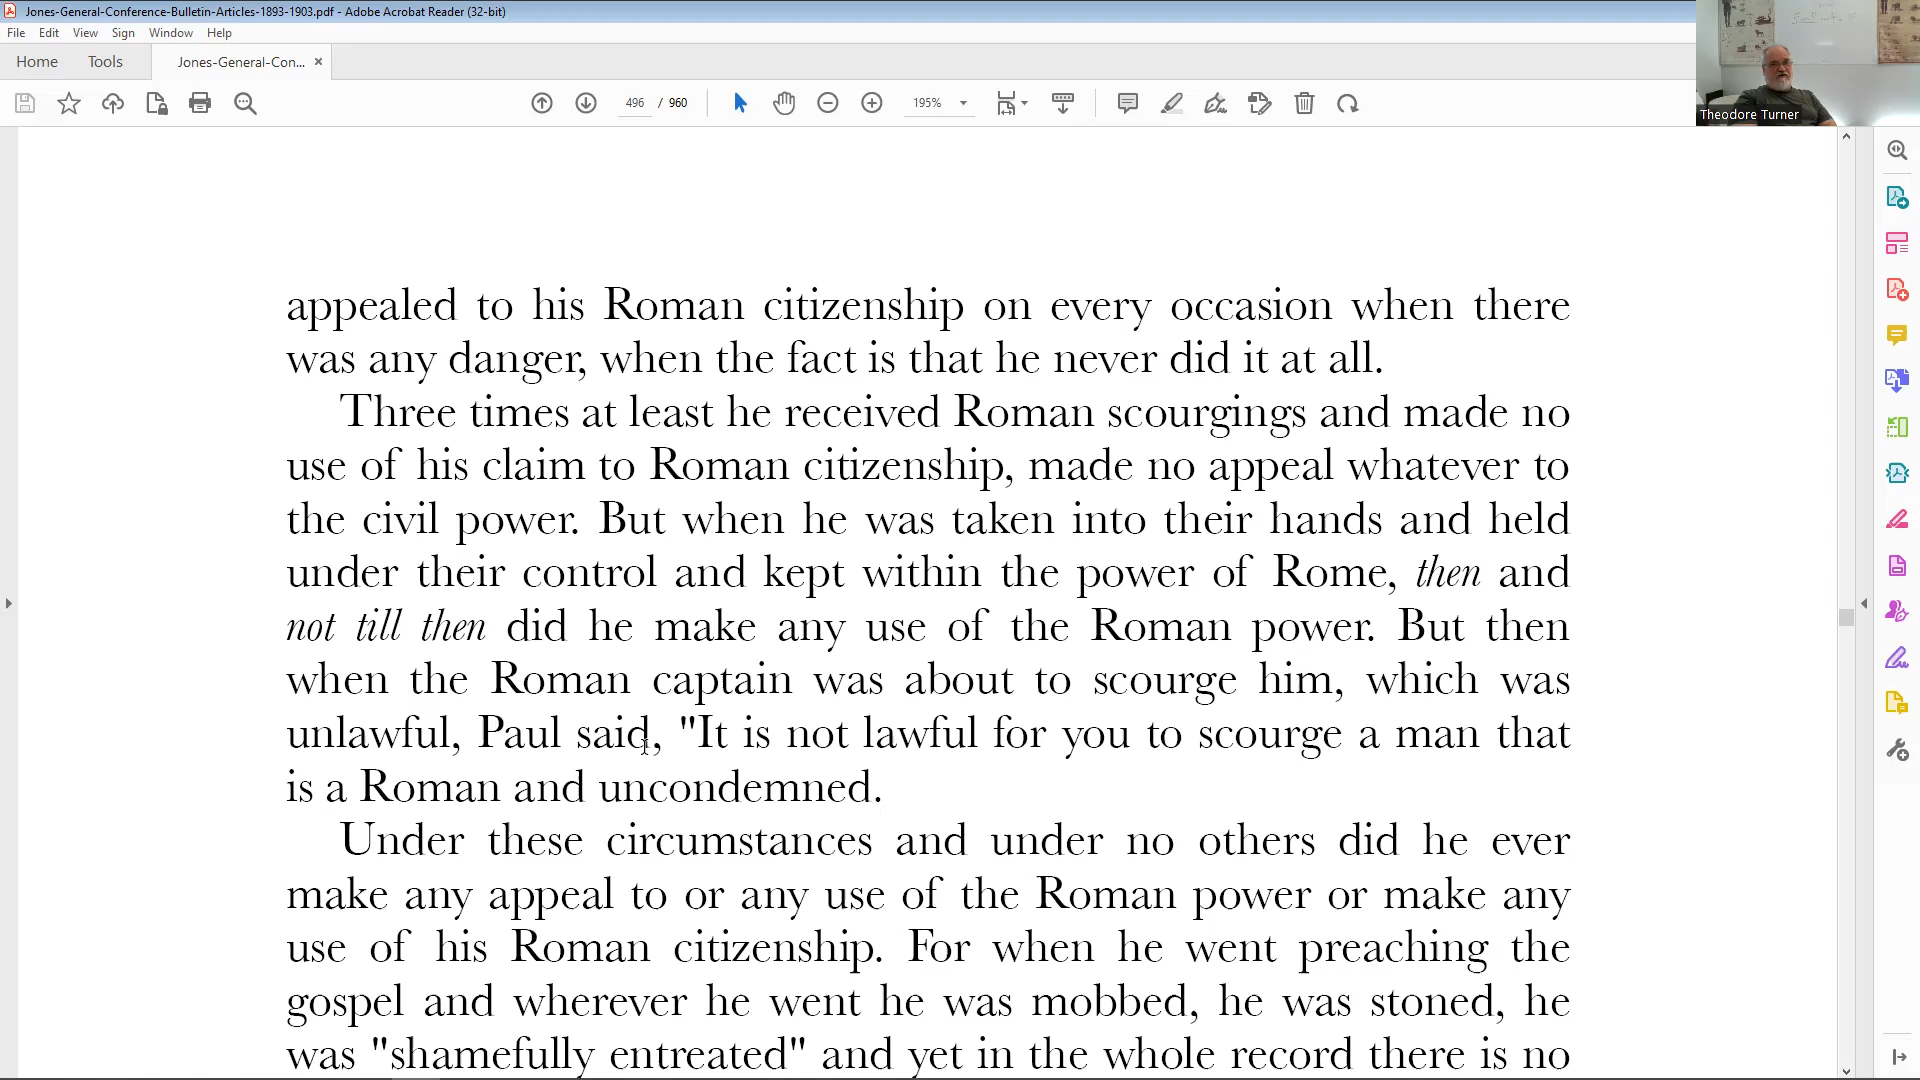 Jones-General-Conference-Bulletin-Articles-1893-1903.pdf - Adobe Acrobat Reader (32-bit)
File Edit View Sign Window Help
Home Tools Jones-General-Con... ×
496 / 960 195%
Theodore Turner
appealed to his Roman citizenship on every occasion when there
was any danger, when the fact is that he never did it at all.
Three times at least he received Roman scourgings and made no
use of his claim to Roman citizenship, made no appeal whatever to
the civil power. But when he was taken into their hands and held
under their control and kept within the power of Rome, then and
not till then did he make any use of the Roman power. But then
when the Roman captain was about to scourge him, which was
unlawful, Paul said, "It is not lawful for you to scourge a man that
is a Roman and uncondemned.
Under these circumstances and under no others did he ever
make any appeal to or any use of the Roman power or make any
use of his Roman citizenship. For when he went preaching the
gospel and wherever he went he was mobbed, he was stoned, he
was "shamefully entreated" and yet in the whole record there is no